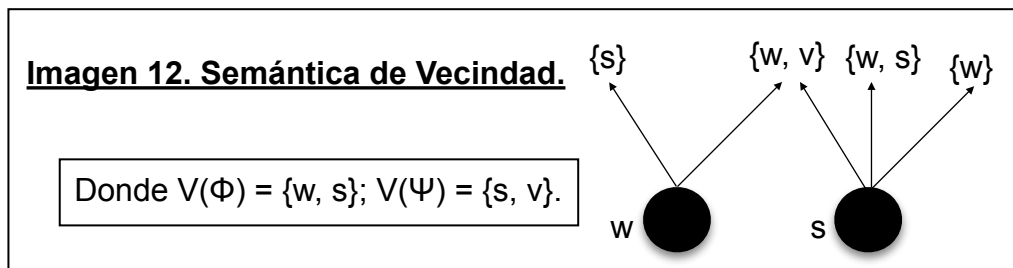 Imagen 12. Semántica de Vecindad.
{s}
{w, v}
{w, s}
{w}
Donde V(Φ) = {w, s}; V(Ψ) = {s, v}.
w
s